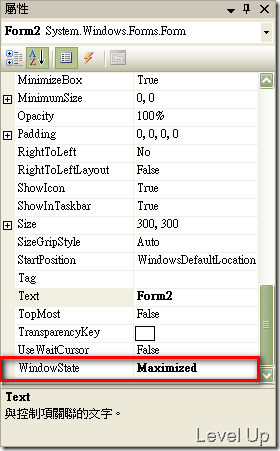 屬性
Form2 System.Windows.Forms.Form
MinimizeBox True
MinimumSize 0, 0
Opacity 100%
Padding 0, 0, 0, 0
RightToLeft No
RightToLeftLayout False
ShowIcon True
ShowInTaskbar True
Size 300, 300
SizeGripStyle Auto
StartPosition WindowsDefaultLocation
Tag
Text Form2
TopMost False
TransparencyKey
UseWaitCursor False
WindowState Maximized
Text
與控制項關聯的文字。
Level Up